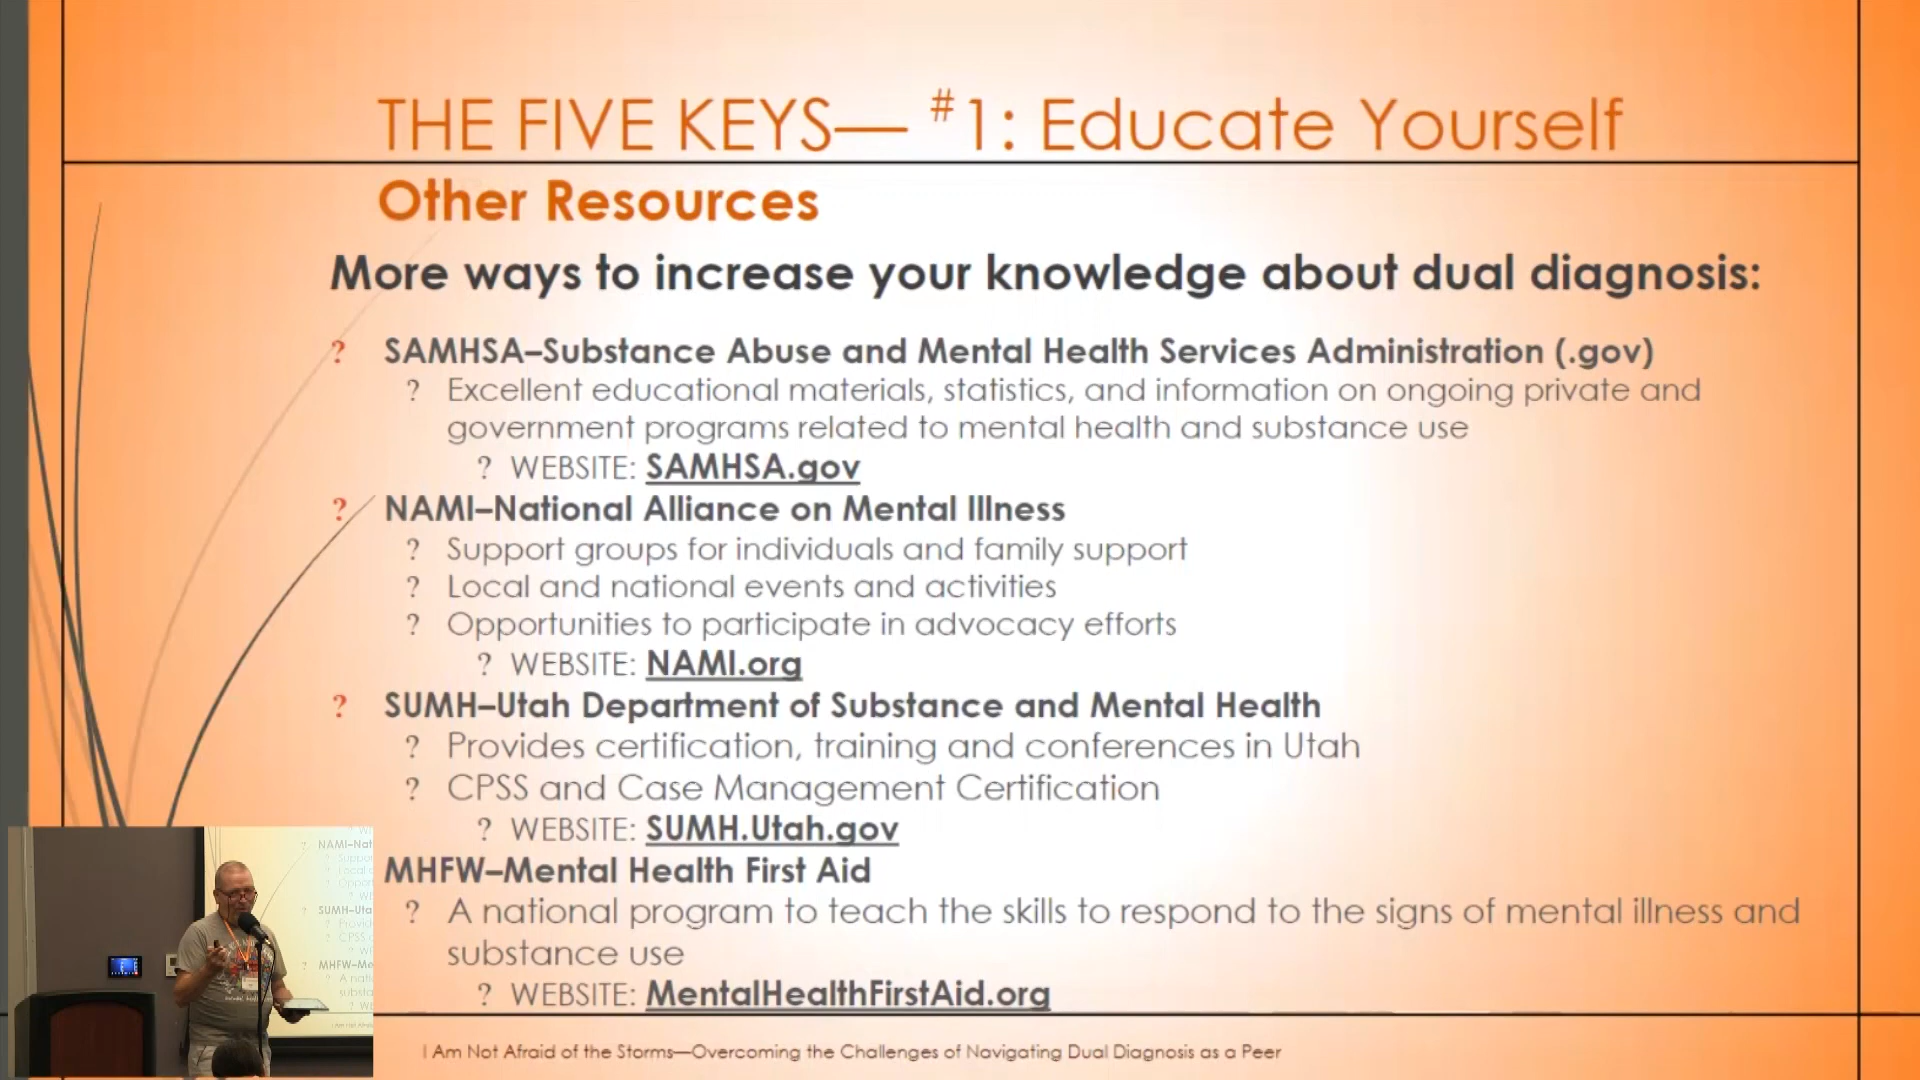 THE FIVE KEYS— #1: Educate Yourself
Other Resources
More ways to increase your knowledge about dual diagnosis:
? SAMHSA–Substance Abuse and Mental Health Services Administration (.gov)
? Excellent educational materials, statistics, and information on ongoing private and
government programs related to mental health and substance use
? WEBSITE: SAMHSA.gov
? NAMI–National Alliance on Mental Illness
? Support groups for individuals and family support
? Local and national events and activities
? Opportunities to participate in advocacy efforts
? WEBSITE: NAMI.org
? SUMH–Utah Department of Substance and Mental Health
? Provides certification, training and conferences in Utah
? CPSS and Case Management Certification
? WEBSITE: SUMH.Utah.gov
MHFW–Mental Health First Aid
? A national program to teach the skills to respond to the signs of mental illness and
substance use
? WEBSITE: MentalHealthFirstAid.org
I Am Not Afraid of the Storms—Overcoming the Challenges of Navigating Dual Diagnosis as a Peer
? NAMI–Nat
SUMH–Uta
MHFW–Me